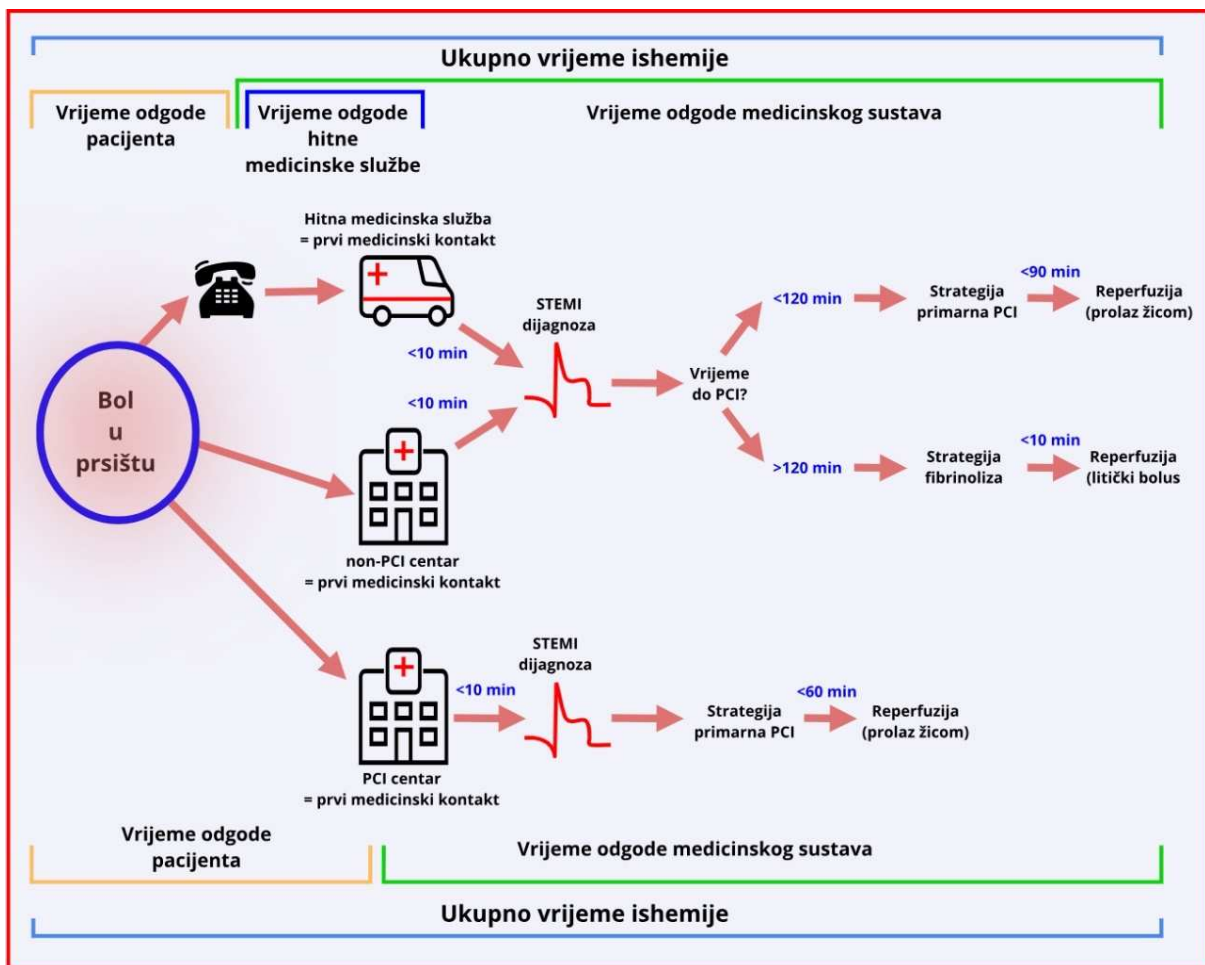 Ukupno vrijeme ishemije
Vrijeme odgode
pacijenta
Vrijeme odgode
hitne
medicinske službe
Vrijeme odgode medicinskog sustava
Hitna medicinska služba
= prvi medicinski kontakt
<10 min
<10 min
STEMI
dijagnoza
Vrijeme
do PCI?
<120 min
Strategija
primarna PCI
<90 min
Reperfuzija
(prolaz žicom)
>120 min
Strategija
fibrinoliza
<10 min
Reperfuzija
(litički bolus
Bol
u
prsištu
non-PCI centar
= prvi medicinski kontakt
PCI centar
= prvi medicinski kontakt
<10 min
STEMI
dijagnoza
Strategija
primarna PCI
<60 min
Reperfuzija
(prolaz žicom)
Vrijeme odgode
pacijenta
Vrijeme odgode medicinskog sustava
Ukupno vrijeme ishemije